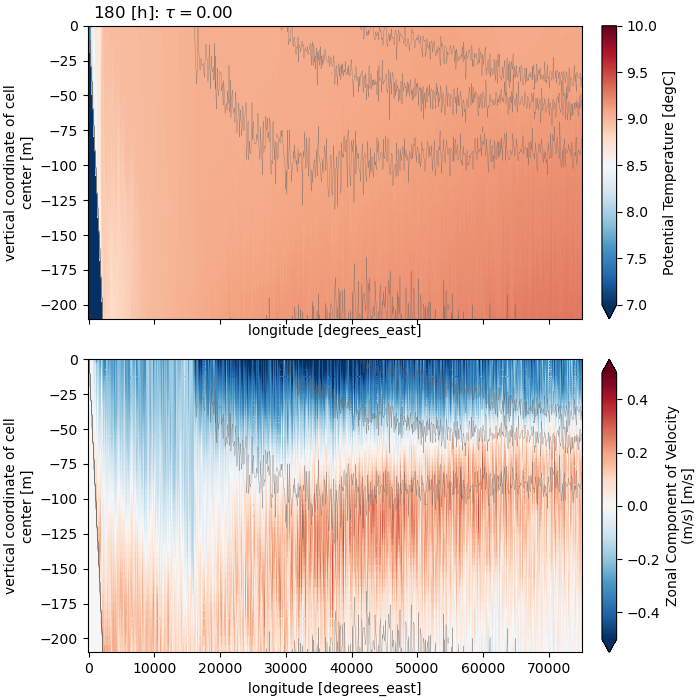 180 [h]: τ = 0.00
0
−25
−50
−75
−100
−125
−150
−175
−200
vertical coordinate of cell
center [m]
longitude [degrees_east]
10.0
9.5
9.0
8.5
8.0
7.5
7.0
Potential Temperature [degC]
0
−25
−50
−75
−100
−125
−150
−175
−200
vertical coordinate of cell
center [m]
0 10000 20000 30000 40000 50000 60000 70000
longitude [degrees_east]
0.4
0.2
0.0
−0.2
−0.4
Zonal Component of Velocity
(m/s) [m/s]